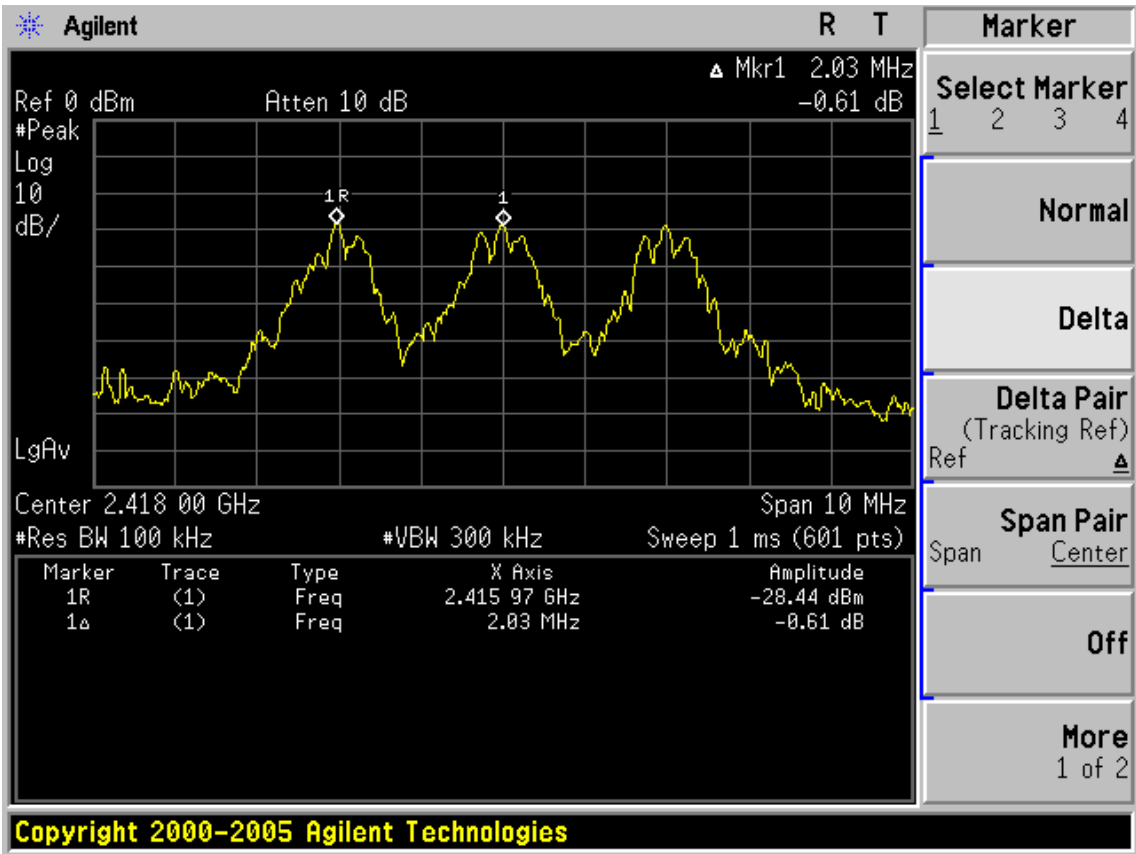 Agilent R T
Δ Mkr1 2.03 MHz
Ref 0 dBm Atten 10 dB -0.61 dB
#Peak
Log
10
dB/
1R
1
LgAv
Center 2.418 00 GHz Span 10 MHz
#Res BW 100 kHz #VBW 300 kHz Sweep 1 ms (601 pts)
Marker Trace Type X Axis Amplitude
1R (1) Freq 2.415 97 GHz -28.44 dBm
1Δ (1) Freq 2.03 MHz -0.61 dB
Marker
Select Marker
1 2 3 4
Normal
Delta
Delta Pair
(Tracking Ref)
Ref Δ
Span Pair
Span Center
Off
More
1 of 2
Copyright 2000-2005 Agilent Technologies